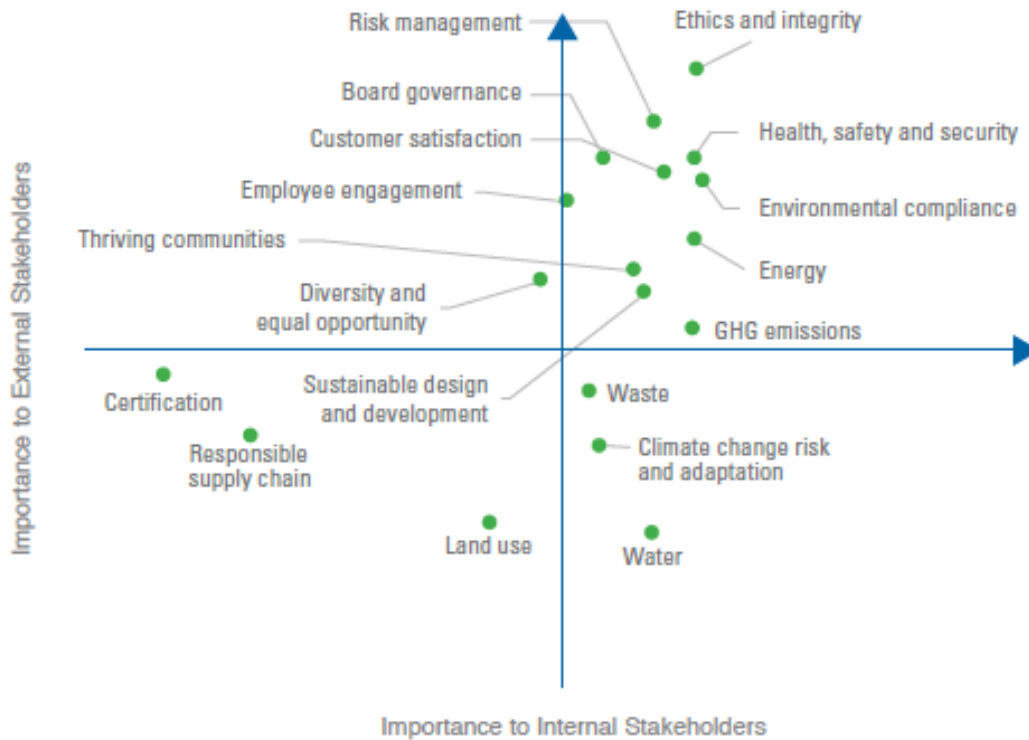 Risk management
Ethics and integrity
Board governance
Customer satisfaction
Health, safety and security
Employee engagement
Environmental compliance
Thriving communities
Energy
Diversity and
equal opportunity
GHG emissions
Importance to External Stakeholders
Certification
Sustainable design
and development
Waste
Responsible
supply chain
Climate change risk
and adaptation
Land use
Water
Importance to Internal Stakeholders